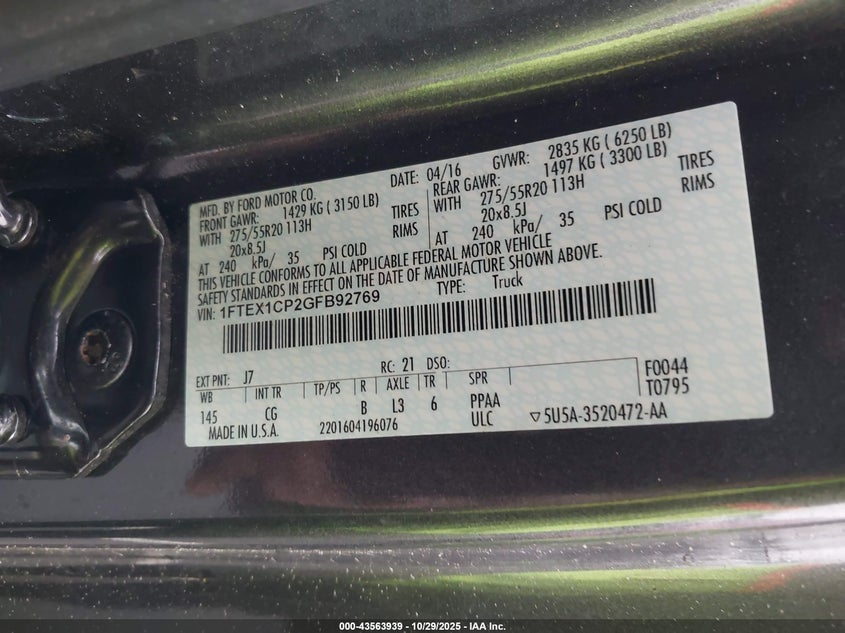 MFD. BY FORD MOTOR CO. DATE: 04/16 GVWR: 2835 KG ( 6250 LB)
FRONT GAWR: 1429 KG ( 3150 LB) REAR GAWR: 1497 KG ( 3300 LB)
WITH 275/55R20 113H TIRES WITH 275/55R20 113H TIRES
20x8.5J RIMS 20x8.5J RIMS
AT 240 kPa/ 35 PSI COLD AT 240 kPa/ 35 PSI COLD
THIS VEHICLE CONFORMS TO ALL APPLICABLE FEDERAL MOTOR VEHICLE
SAFETY STANDARDS IN EFFECT ON THE DATE OF MANUFACTURE SHOWN ABOVE.
VIN: 1FTEX1CP2GFB92769 TYPE: Truck
EXT PNT: J7 RC: 21 DSO: F0044
WB INT TR TP/PS R AXLE TR SPR T0795
145 CG B L3 6 PPAA
MADE IN U.S.A. 2201604196076 ULC ▽5U5A-3520472-AA
000-43563939 - 10/29/2025 - IAA Inc.